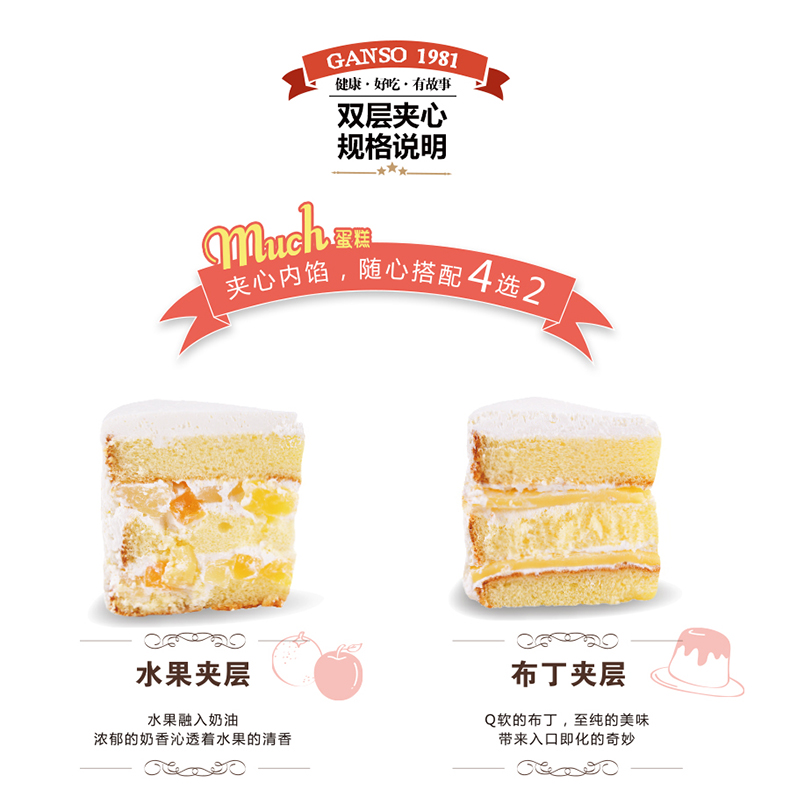 GANSO 1981
健康·好吃·有故事
双层夹心
规格说明
Much 蛋糕
夹心内馅，随心搭配4选2
水果夹层
水果融入奶油
浓郁的奶香沁透着水果的清香
布丁夹层
Q软的布丁，至纯的美味
带来入口即化的奇妙